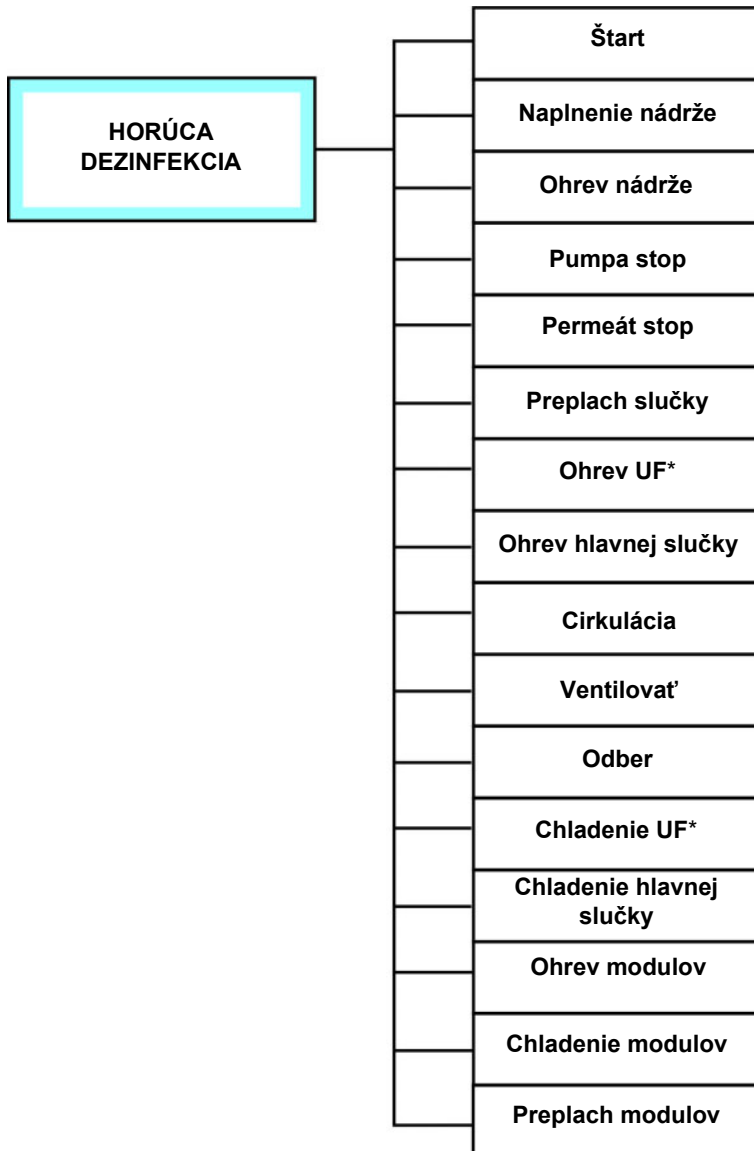 HORÚCA
DEZINFEKCIA
Štart
Naplnenie nádrže
Ohrev nádrže
Pumpa stop
Permeát stop
Preplach slučky
Ohrev UF*
Ohrev hlavnej slučky
Cirkulácia
Ventilovať
Odber
Chladenie UF*
Chladenie hlavnej
slučky
Ohrev modulov
Chladenie modulov
Preplach modulov